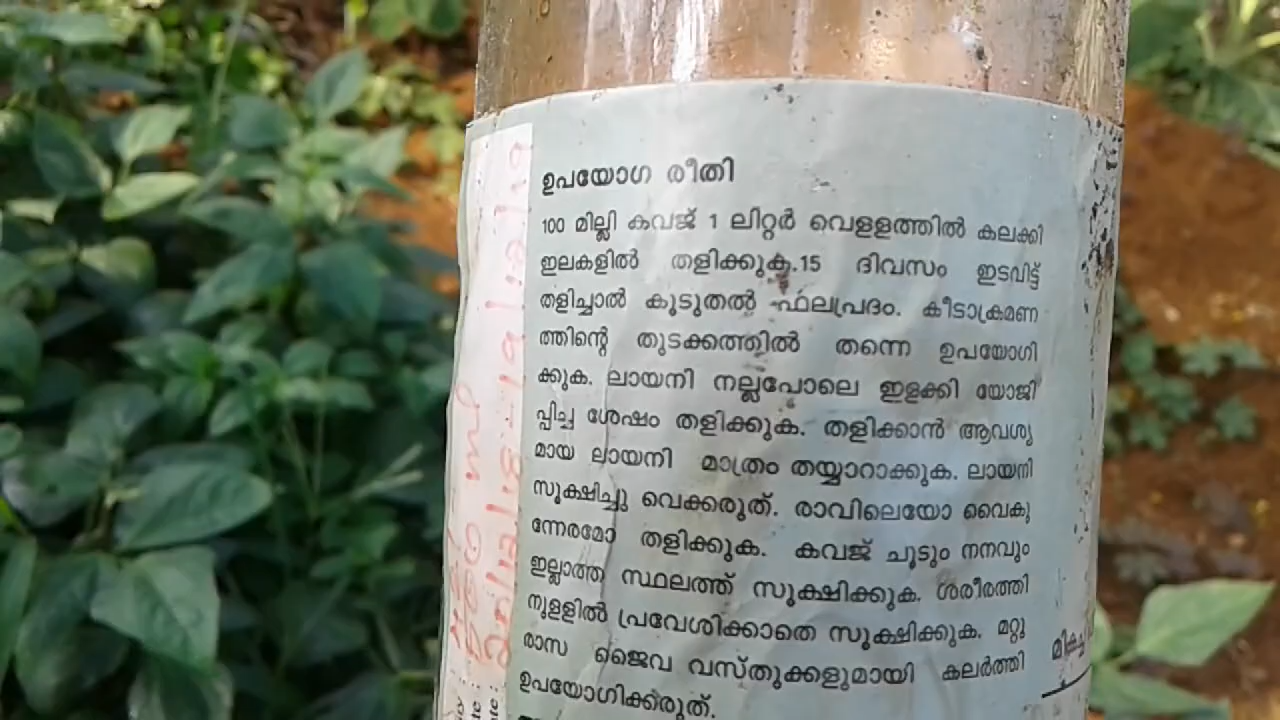 ഉപയോഗ രീതി
100 മില്ലി കവജ് 1 ലിറ്റർ വെളളത്തിൽ കലക്കി
ഇലകളിൽ തളിക്കുക.15 ദിവസം ഇടവിട്ട്
തളിച്ചാൽ കൂടുതൽ ഫലപ്രദം. കീടാക്രമണ
ത്തിന്റെ തുടക്കത്തിൽ തന്നെ ഉപയോഗി
ക്കുക. ലായനി നല്ലപോലെ ഇളക്കി യോജി
പ്പിച്ച ശേഷം തളിക്കുക. തളിക്കാൻ ആവശ്യ
മായ ലായനി മാത്രം തയ്യാറാക്കുക. ലായനി
സൂക്ഷിച്ചു വെക്കരുത്. രാവിലെയോ വൈകു
ന്നേരമോ തളിക്കുക. കവജ് ചൂടും നനവും
ഇല്ലാത്ത സ്ഥലത്ത് സൂക്ഷിക്കുക. ശരീരത്തി
നുളളിൽ പ്രവേശിക്കാതെ സൂക്ഷിക്കുക. മറ്റു
രാസ ജൈവ വസ്തുക്കളുമായി കലർത്തി
ഉപയോഗിക്കരുത്.